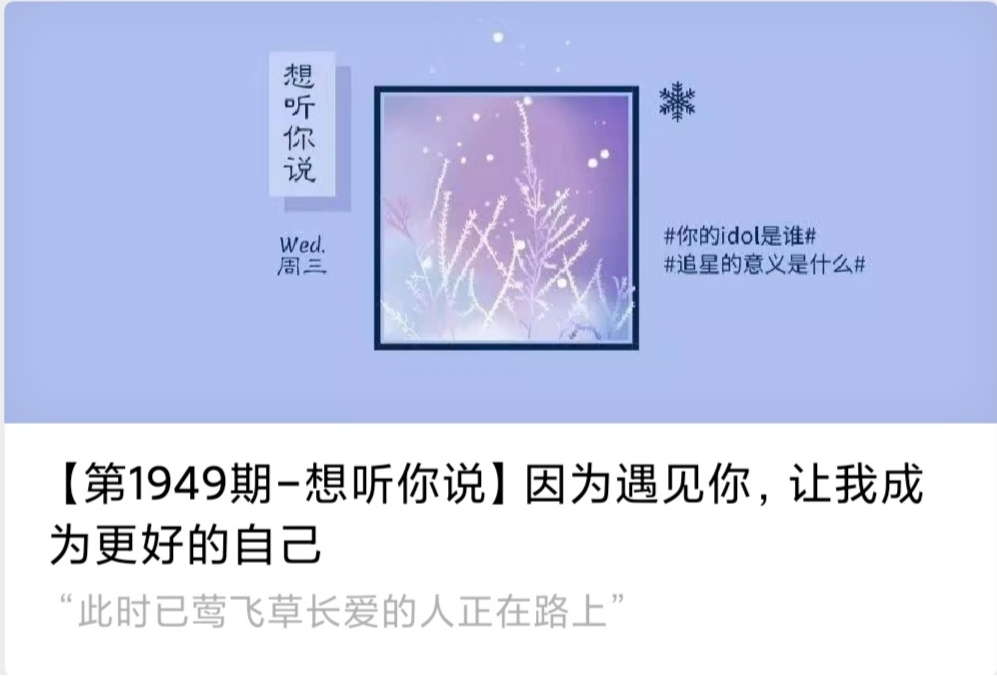 想听你说
Wed.
周三
#你的idol是谁#
#追星的意义是什么#
【第1949期-想听你说】因为遇见你，让我成
为更好的自己
“此时已莺飞草长爱的人正在路上”